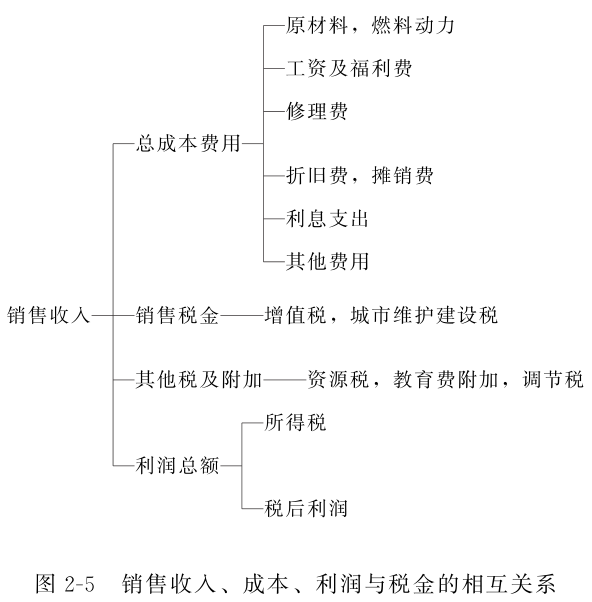 原材料，燃料动力
工资及福利费
修理费
总成本费用
折旧费，摊销费
利息支出
其他费用
销售收入
销售税金
增值税，城市维护建设税
其他税及附加
资源税，教育费附加，调节税
所得税
利润总额
税后利润
图 2-5 销售收入、成本、利润与税金的相互关系